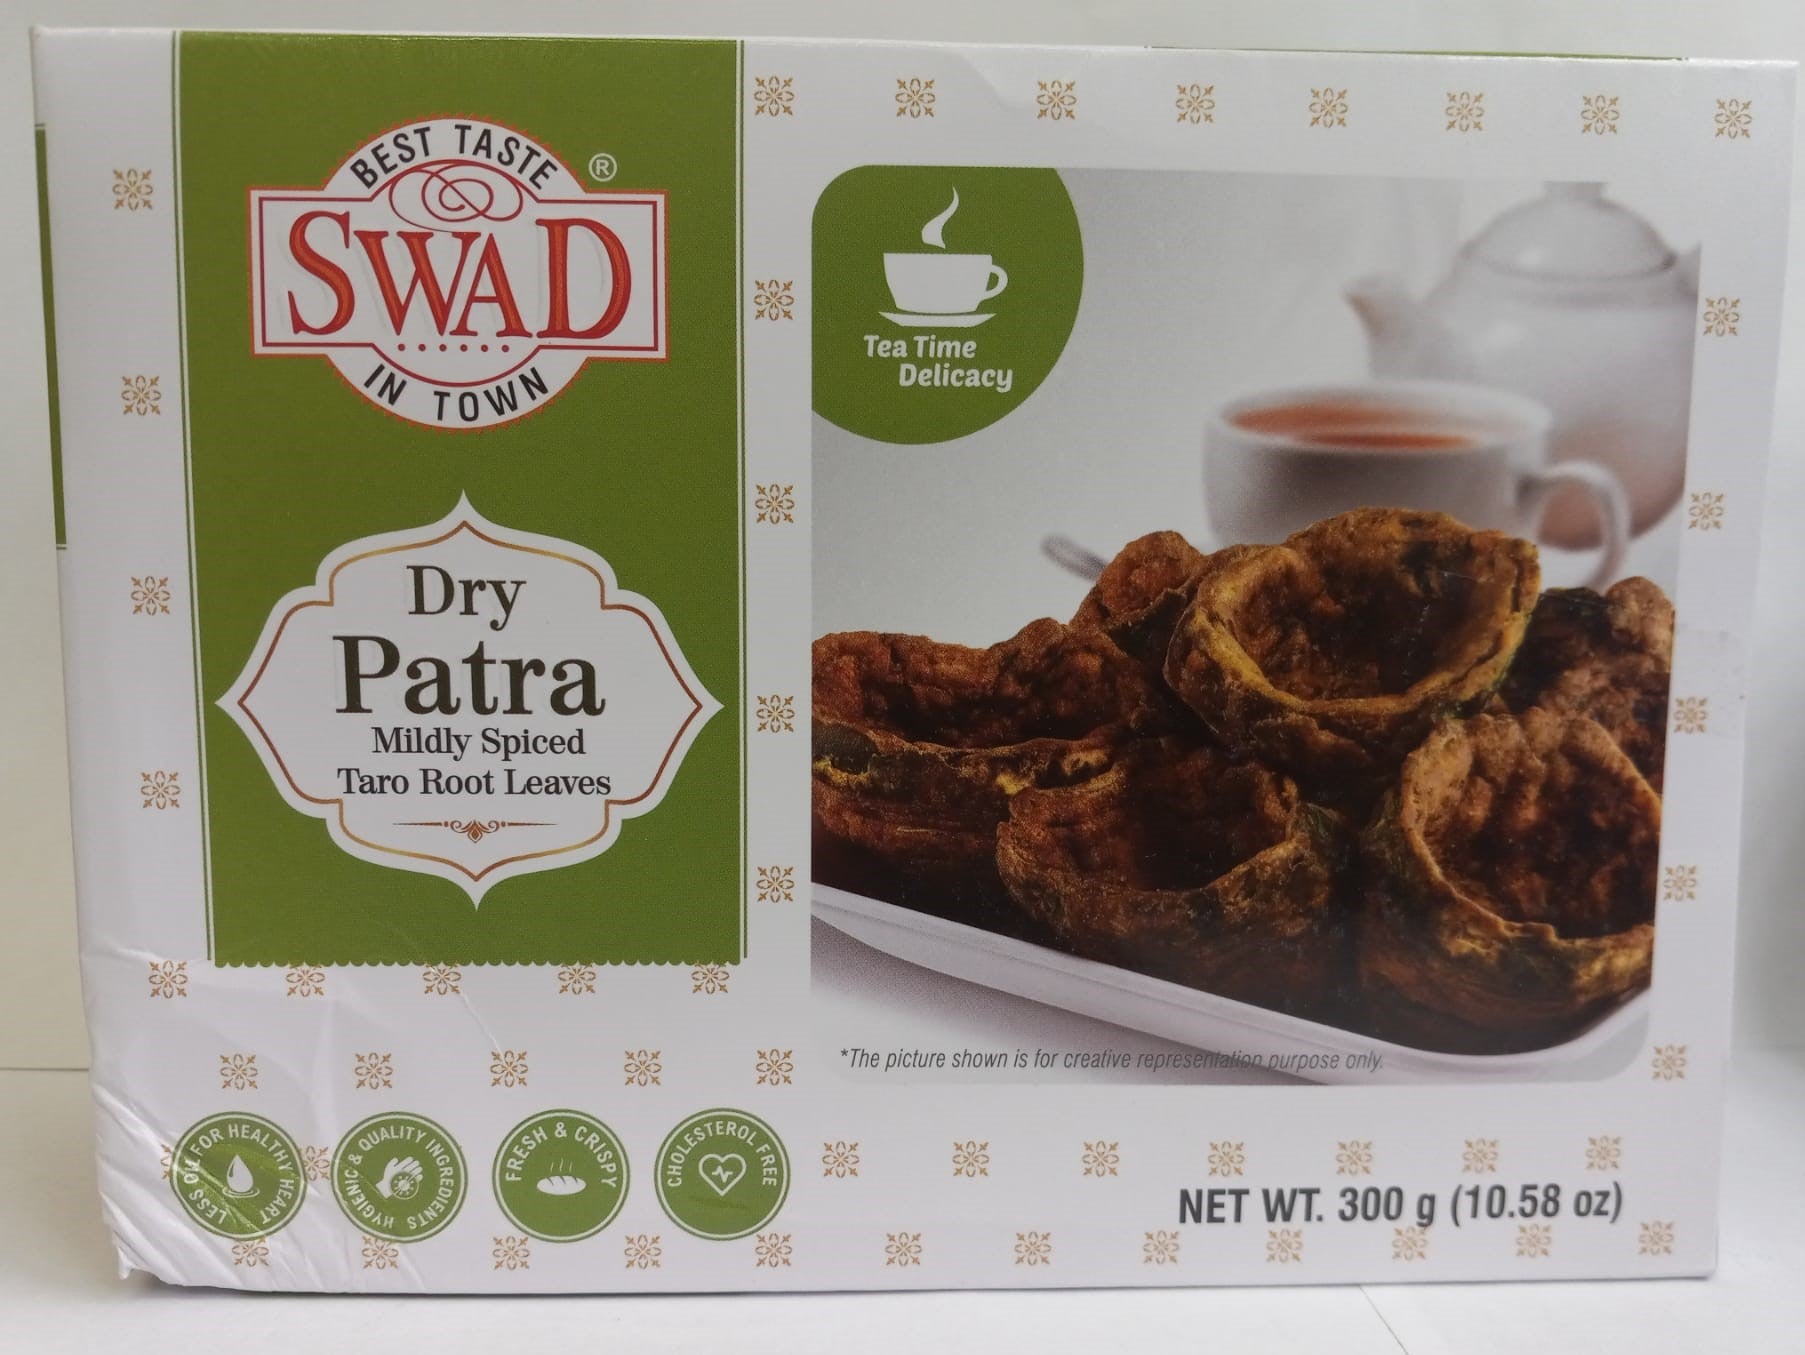 BEST TASTE
®
SWAD
IN TOWN
Dry
Patra
Mildly Spiced
Taro Root Leaves
Tea Time
Delicacy
*The picture shown is for creative representation purpose only.
LESS OIL FOR HEALTHY HEART
HYGIENIC & QUALITY INGREDIENTS
FRESH & CRISPY
CHOLESTEROL FREE
NET WT. 300 g (10.58 oz)